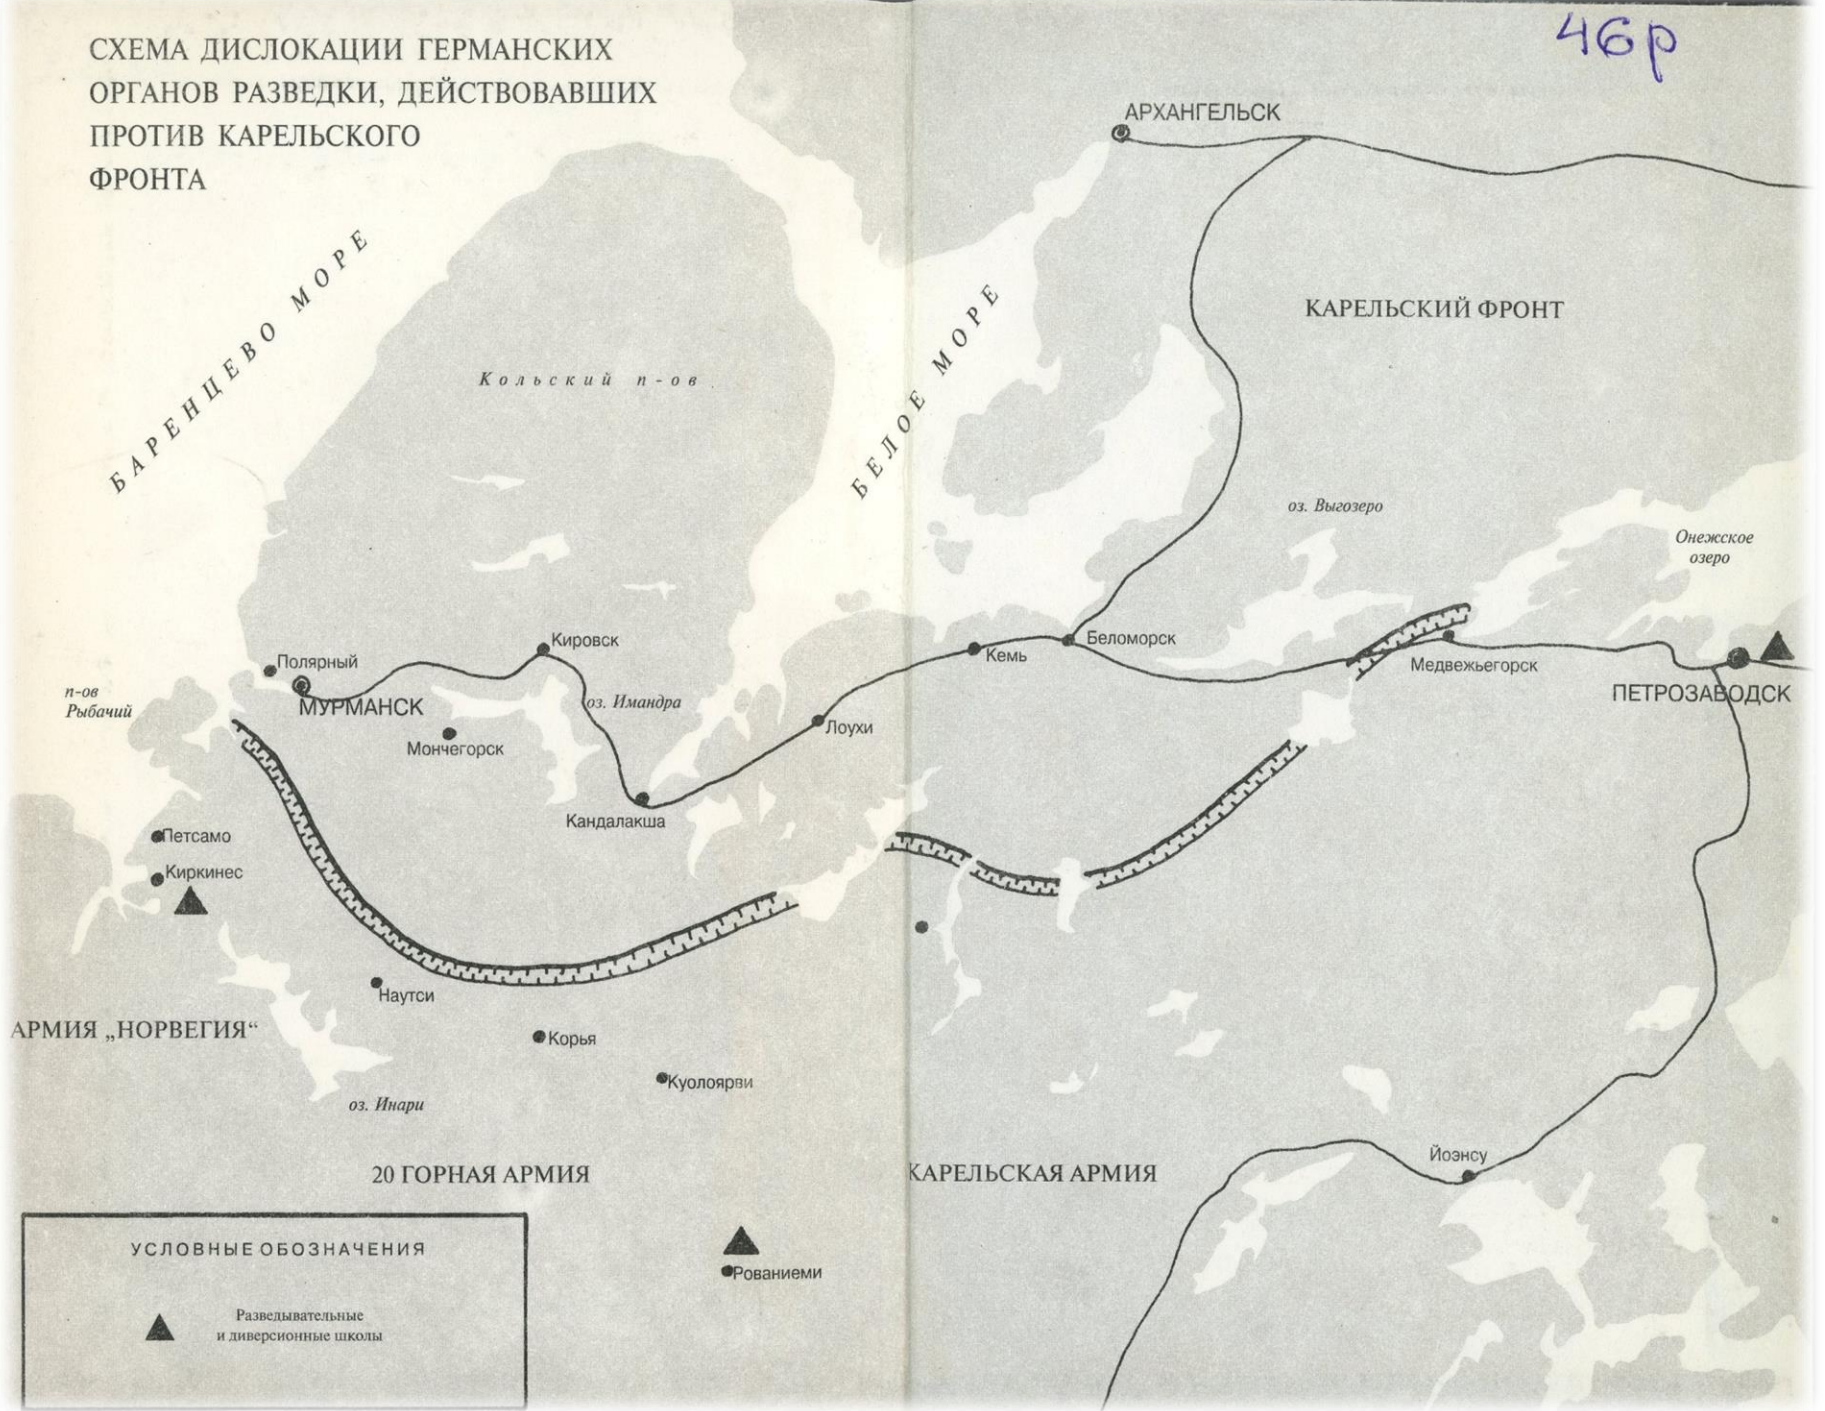 46р
СХЕМА ДИСЛОКАЦИИ ГЕРМАНСКИХ
ОРГАНОВ РАЗВЕДКИ, ДЕЙСТВОВАВШИХ
ПРОТИВ КАРЕЛЬСКОГО
ФРОНТА
АРХАНГЕЛЬСК
БАРЕНЦЕВО МОРЕ
БЕЛОЕ МОРЕ
КАРЕЛЬСКИЙ ФРОНТ
Кольский п-ов
оз. Выгозеро
Онежское
озеро
Кировск
Беломорск
Кемь
Полярный
Медвежьегорск
п-ов
Рыбачий
МУРМАНСК
оз. Имандра
ПЕТРОЗАВОДСК
Лоухи
Мончегорск
Кандалакша
Петсамо
Киркинес
Наутси
АРМИЯ „НОРВЕГИЯ“
Корья
Куолоярви
оз. Инари
Йоэнсу
20 ГОРНАЯ АРМИЯ
КАРЕЛЬСКАЯ АРМИЯ
УСЛОВНЫЕ ОБОЗНАЧЕНИЯ
Рованиеми
Разведывательные
и диверсионные школы